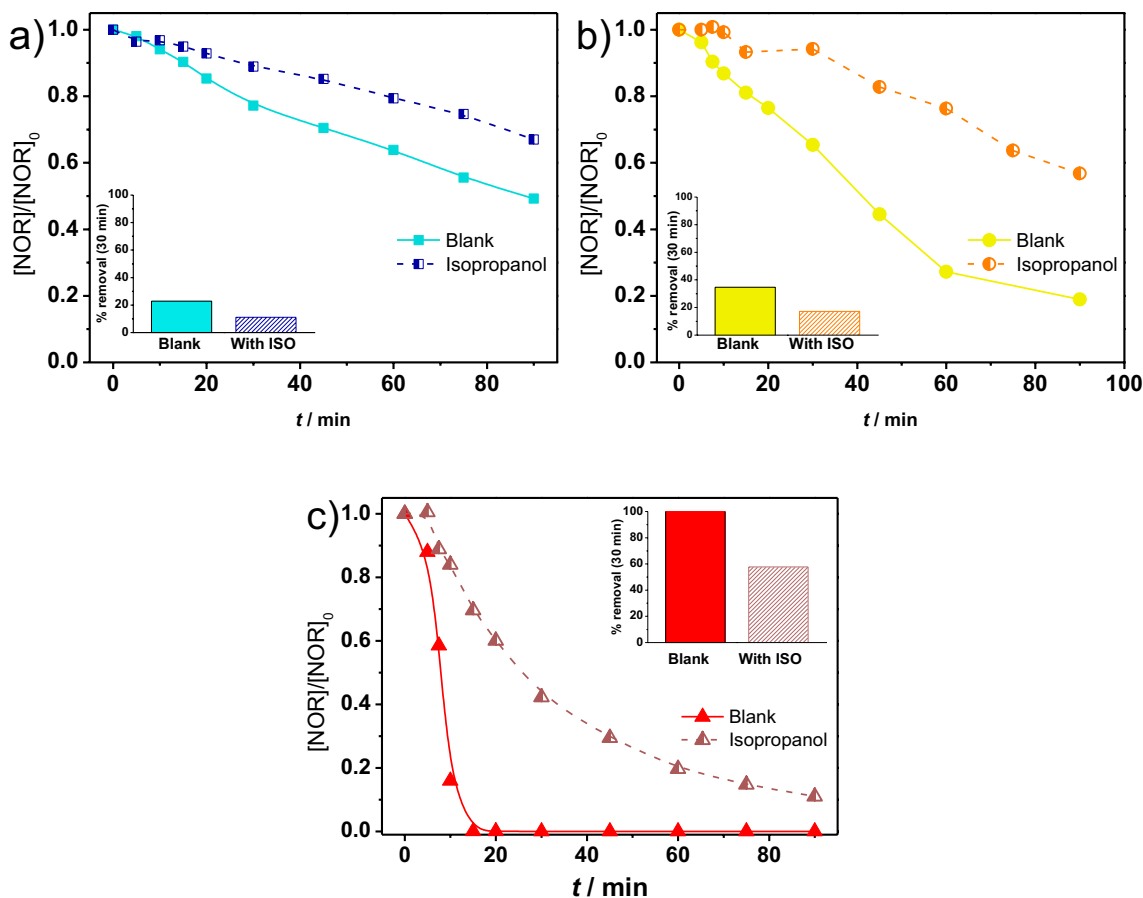 a)
[NOR]/[NOR]0
1.0
0.8
0.6
0.4
0.2
0.0
0
20
40
60
80
t / min
Blank
Isopropanol
% removal (30 min)
100
80
60
40
20
0
Blank
With ISO
b)
[NOR]/[NOR]0
1.0
0.8
0.6
0.4
0.2
0.0
0
20
40
60
80
100
t / min
Blank
Isopropanol
% removal (30 min)
100
80
60
40
20
0
Blank
With ISO
c)
[NOR]/[NOR]0
1.0
0.8
0.6
0.4
0.2
0.0
0
20
40
60
80
t / min
% removal (30 min)
100
80
60
40
20
0
Blank
With ISO
Blank
Isopropanol